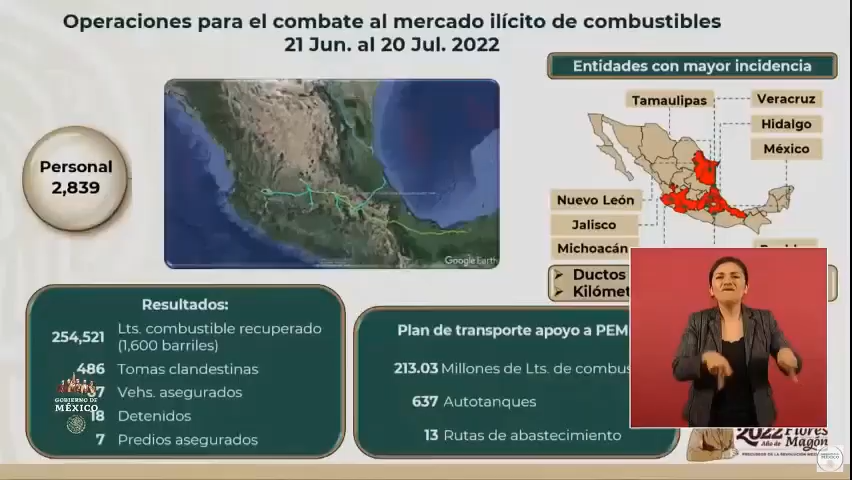 Operaciones para el combate al mercado ilícito de combustibles
21 Jun. al 20 Jul. 2022
Entidades con mayor incidencia
Tamaulipas
Veracruz
Hidalgo
México
Personal
2,839
Nuevo León
Jalisco
Michoacán
Google Earth
Ductos
Kilómet
Resultados:
254,521 Lts. combustible recuperado
(1,600 barriles)
486 Tomas clandestinas
37 Vehs. asegurados
18 Detenidos
7 Predios asegurados
GOBIERNO DE
MÉXICO
Plan de transporte apoyo a PEM
213.03 Millones de Lts. de combus
637 Autotanques
13 Rutas de abastecimiento
2022 Flores
Año de Magón